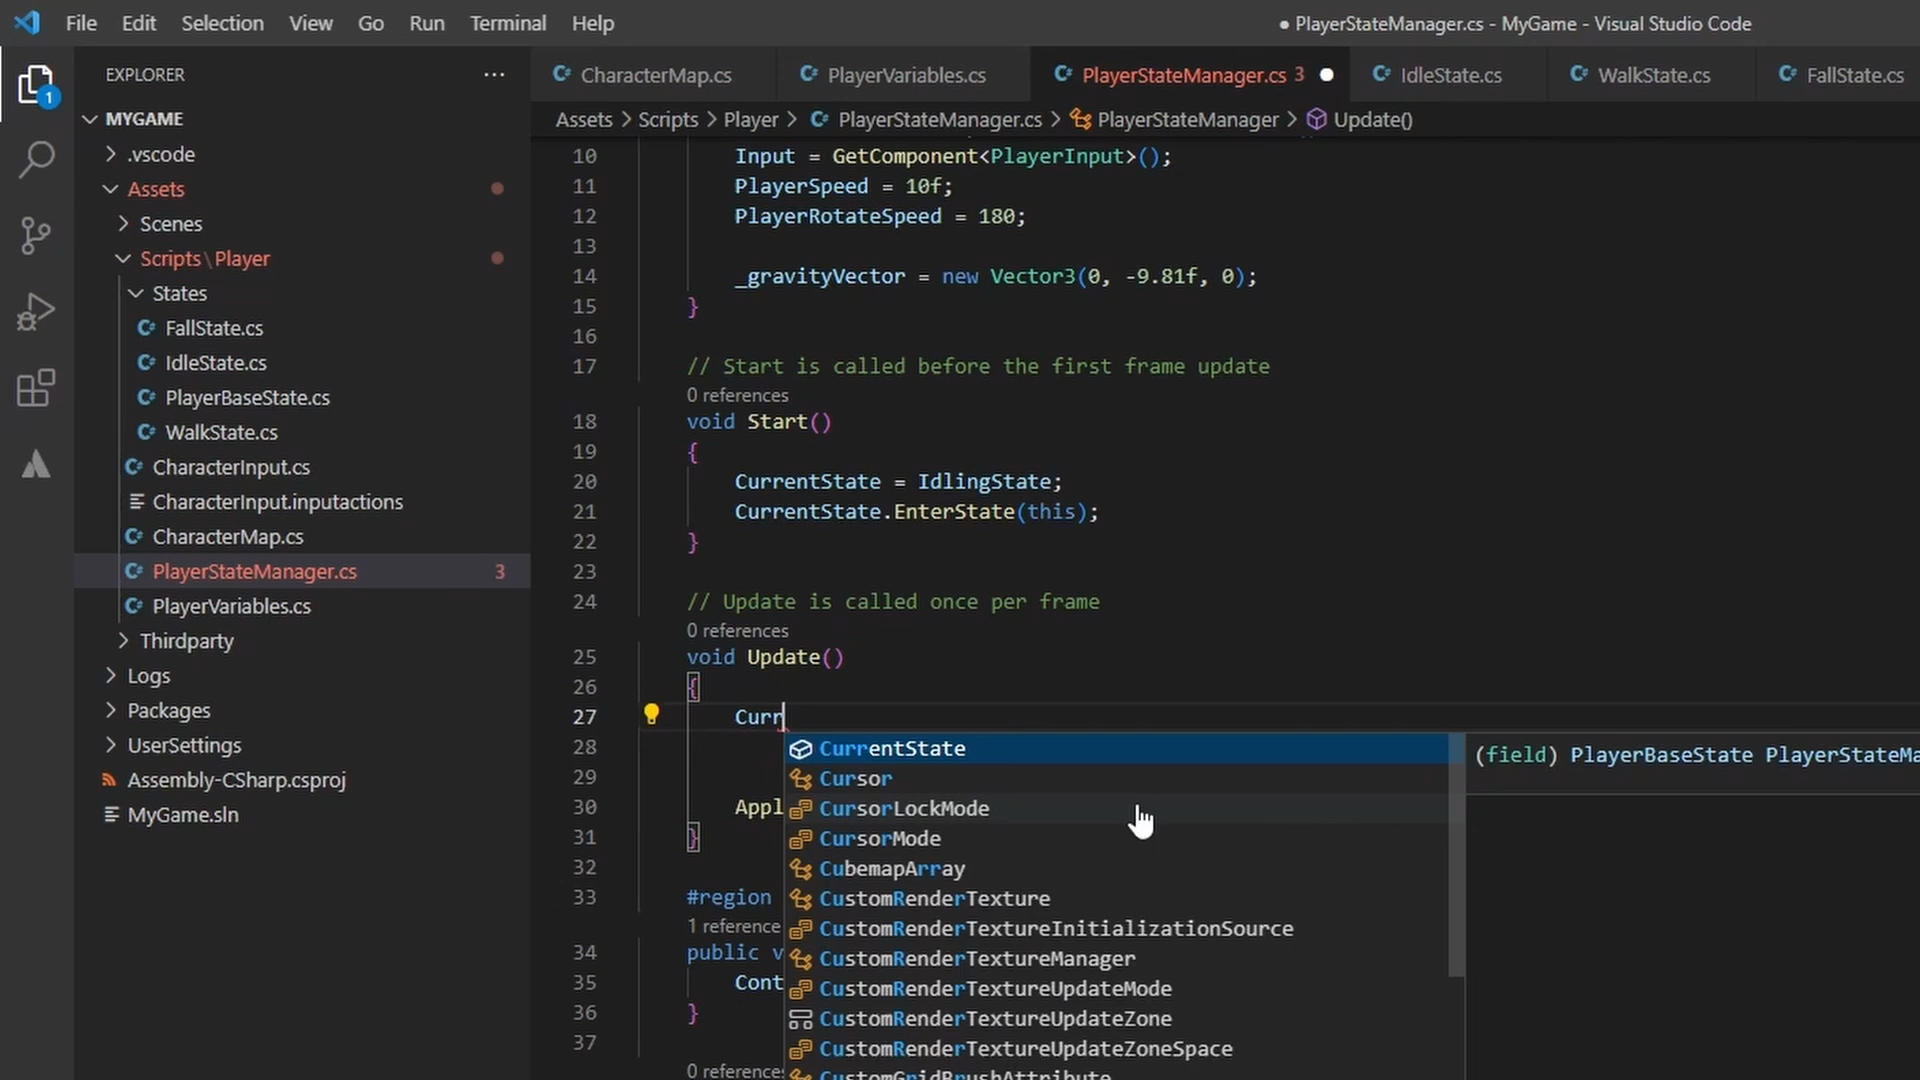 File Edit Selection View Go Run Terminal Help
● PlayerStateManager.cs - MyGame - Visual Studio Code
EXPLORER ...
CharacterMap.cs
PlayerVariables.cs
PlayerStateManager.cs 3
IdleState.cs
WalkState.cs
FallState.cs
1
Assets > Scripts > Player > PlayerStateManager.cs > PlayerStateManager > Update()
MYGAME
.vscode
Assets
Scenes
Scripts\Player
States
FallState.cs
IdleState.cs
PlayerBaseState.cs
WalkState.cs
CharacterInput.cs
CharacterInput.inputactions
CharacterMap.cs
PlayerStateManager.cs 3
PlayerVariables.cs
Thirdparty
Logs
Packages
UserSettings
Assembly-CSharp.csproj
MyGame.sln
10 Input = GetComponent<PlayerInput>();
11 PlayerSpeed = 10f;
12 PlayerRotateSpeed = 180;
13
14 _gravityVector = new Vector3(0, -9.81f, 0);
15 }
16
17 // Start is called before the first frame update
0 references
18 void Start()
19 {
20 CurrentState = IdlingState;
21 CurrentState.EnterState(this);
22 }
23
24 // Update is called once per frame
0 references
25 void Update()
26 {
27 Curr
28
29
30 Appl
31 }
32
33 #region
1 reference
34 public v
35 Cont
36 }
37
0 references
CurrentState
Cursor
CursorLockMode
CursorMode
CubemapArray
CustomRenderTexture
CustomRenderTextureInitializationSource
CustomRenderTextureManager
CustomRenderTextureUpdateMode
CustomRenderTextureUpdateZone
CustomRenderTextureUpdateZoneSpace
CustomGridBrushAttribute
(field) PlayerBaseState PlayerStateMa